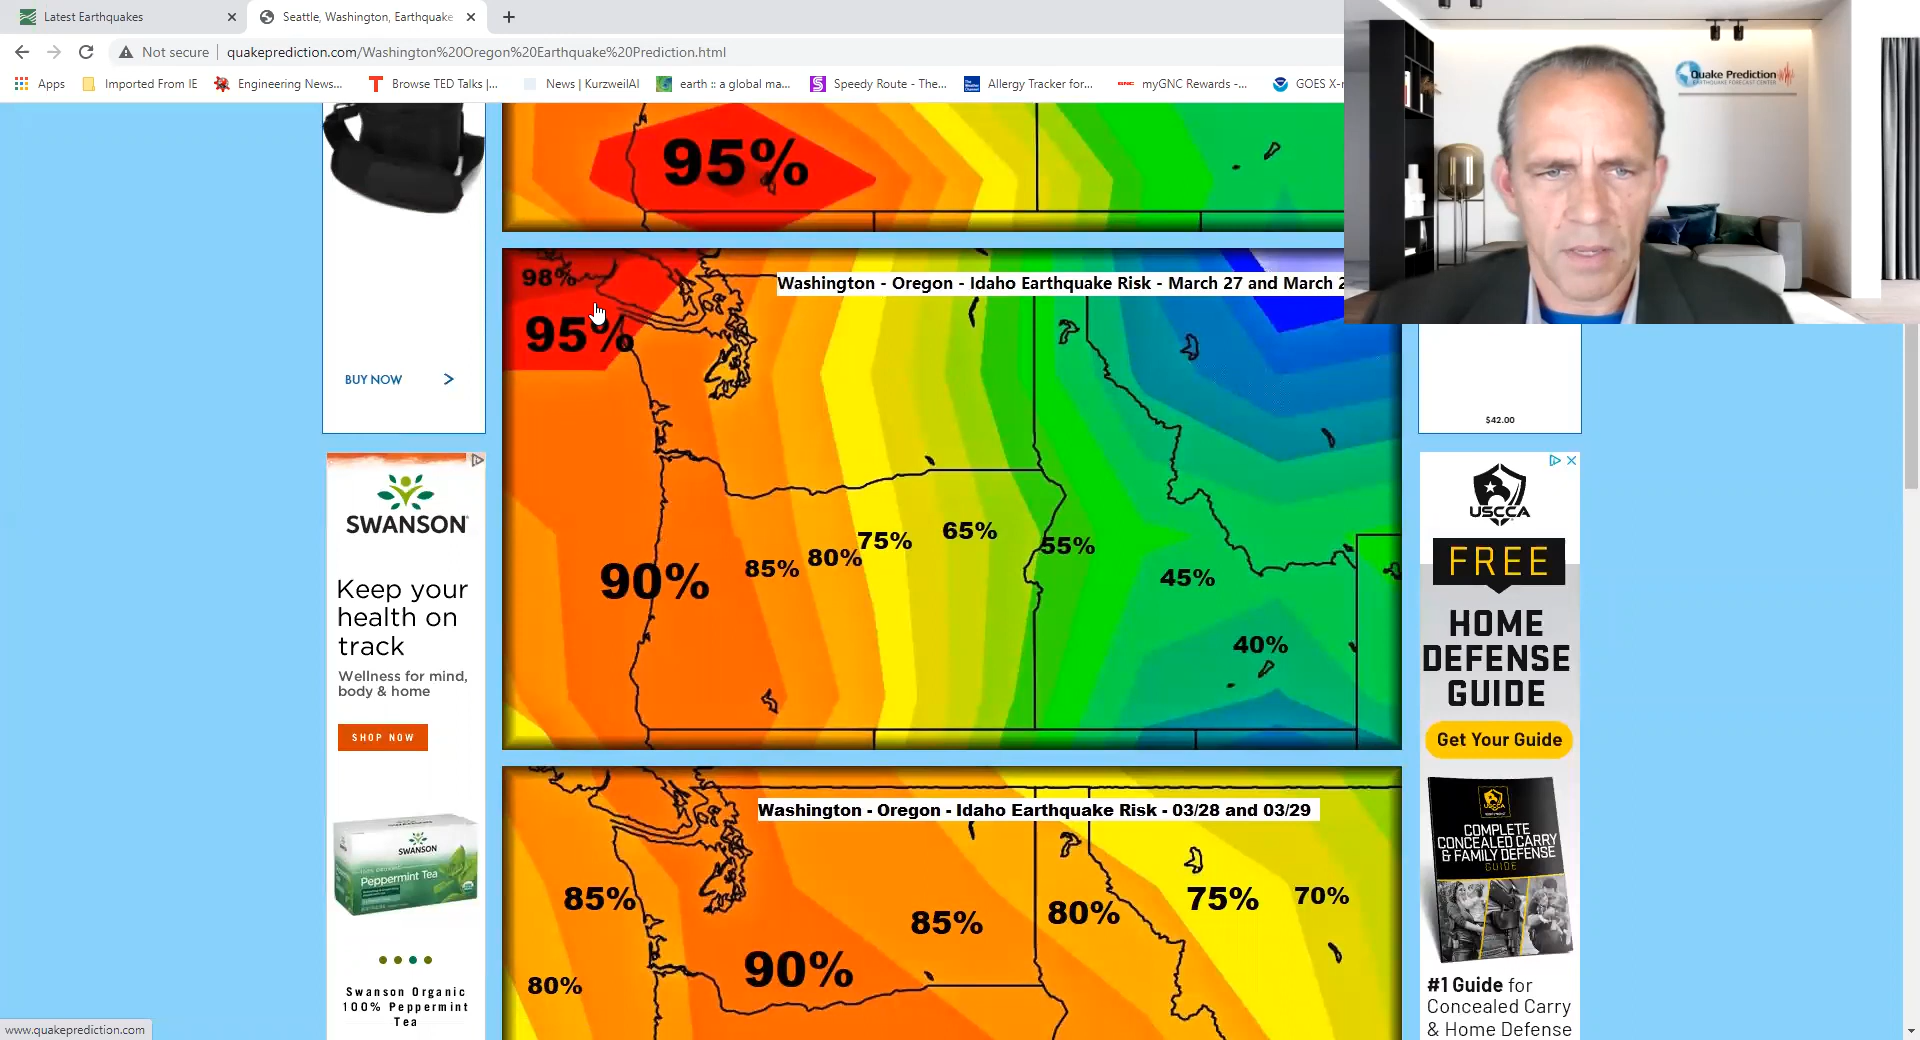 Latest Earthquakes
Seattle, Washington, Earthquake
Not secure
quakeprediction.com/Washington%20Oregon%20Earthquake%20Prediction.html
Apps
Imported From IE
Engineering News...
Browse TED Talks |...
News | KurzweilAI
earth :: a global ma...
Speedy Route - The...
Allergy Tracker for...
GNC
myGNC Rewards -...
GOES X-r
Quake Prediction
EARTHQUAKE FORECAST CENTER
95%
98%
95%
Washington - Oregon - Idaho Earthquake Risk - March 27 and March 2
90%
85%
80%
75%
65%
55%
45%
40%
Washington - Oregon - Idaho Earthquake Risk - 03/28 and 03/29
85%
80%
90%
85%
80%
75%
70%
BUY NOW
SWANSON
Keep your
health on
track
Wellness for mind,
body & home
SHOP NOW
SWANSON
Peppermint Tea
Swanson Organic
100% Peppermint
Tea
$42.00
USCCA
FREE
HOME
DEFENSE
GUIDE
Get Your Guide
USCCA
COMPLETE
CONCEALED CARRY
& FAMILY DEFENSE
GUIDE
#1 Guide for
Concealed Carry
& Home Defense
www.quakeprediction.com